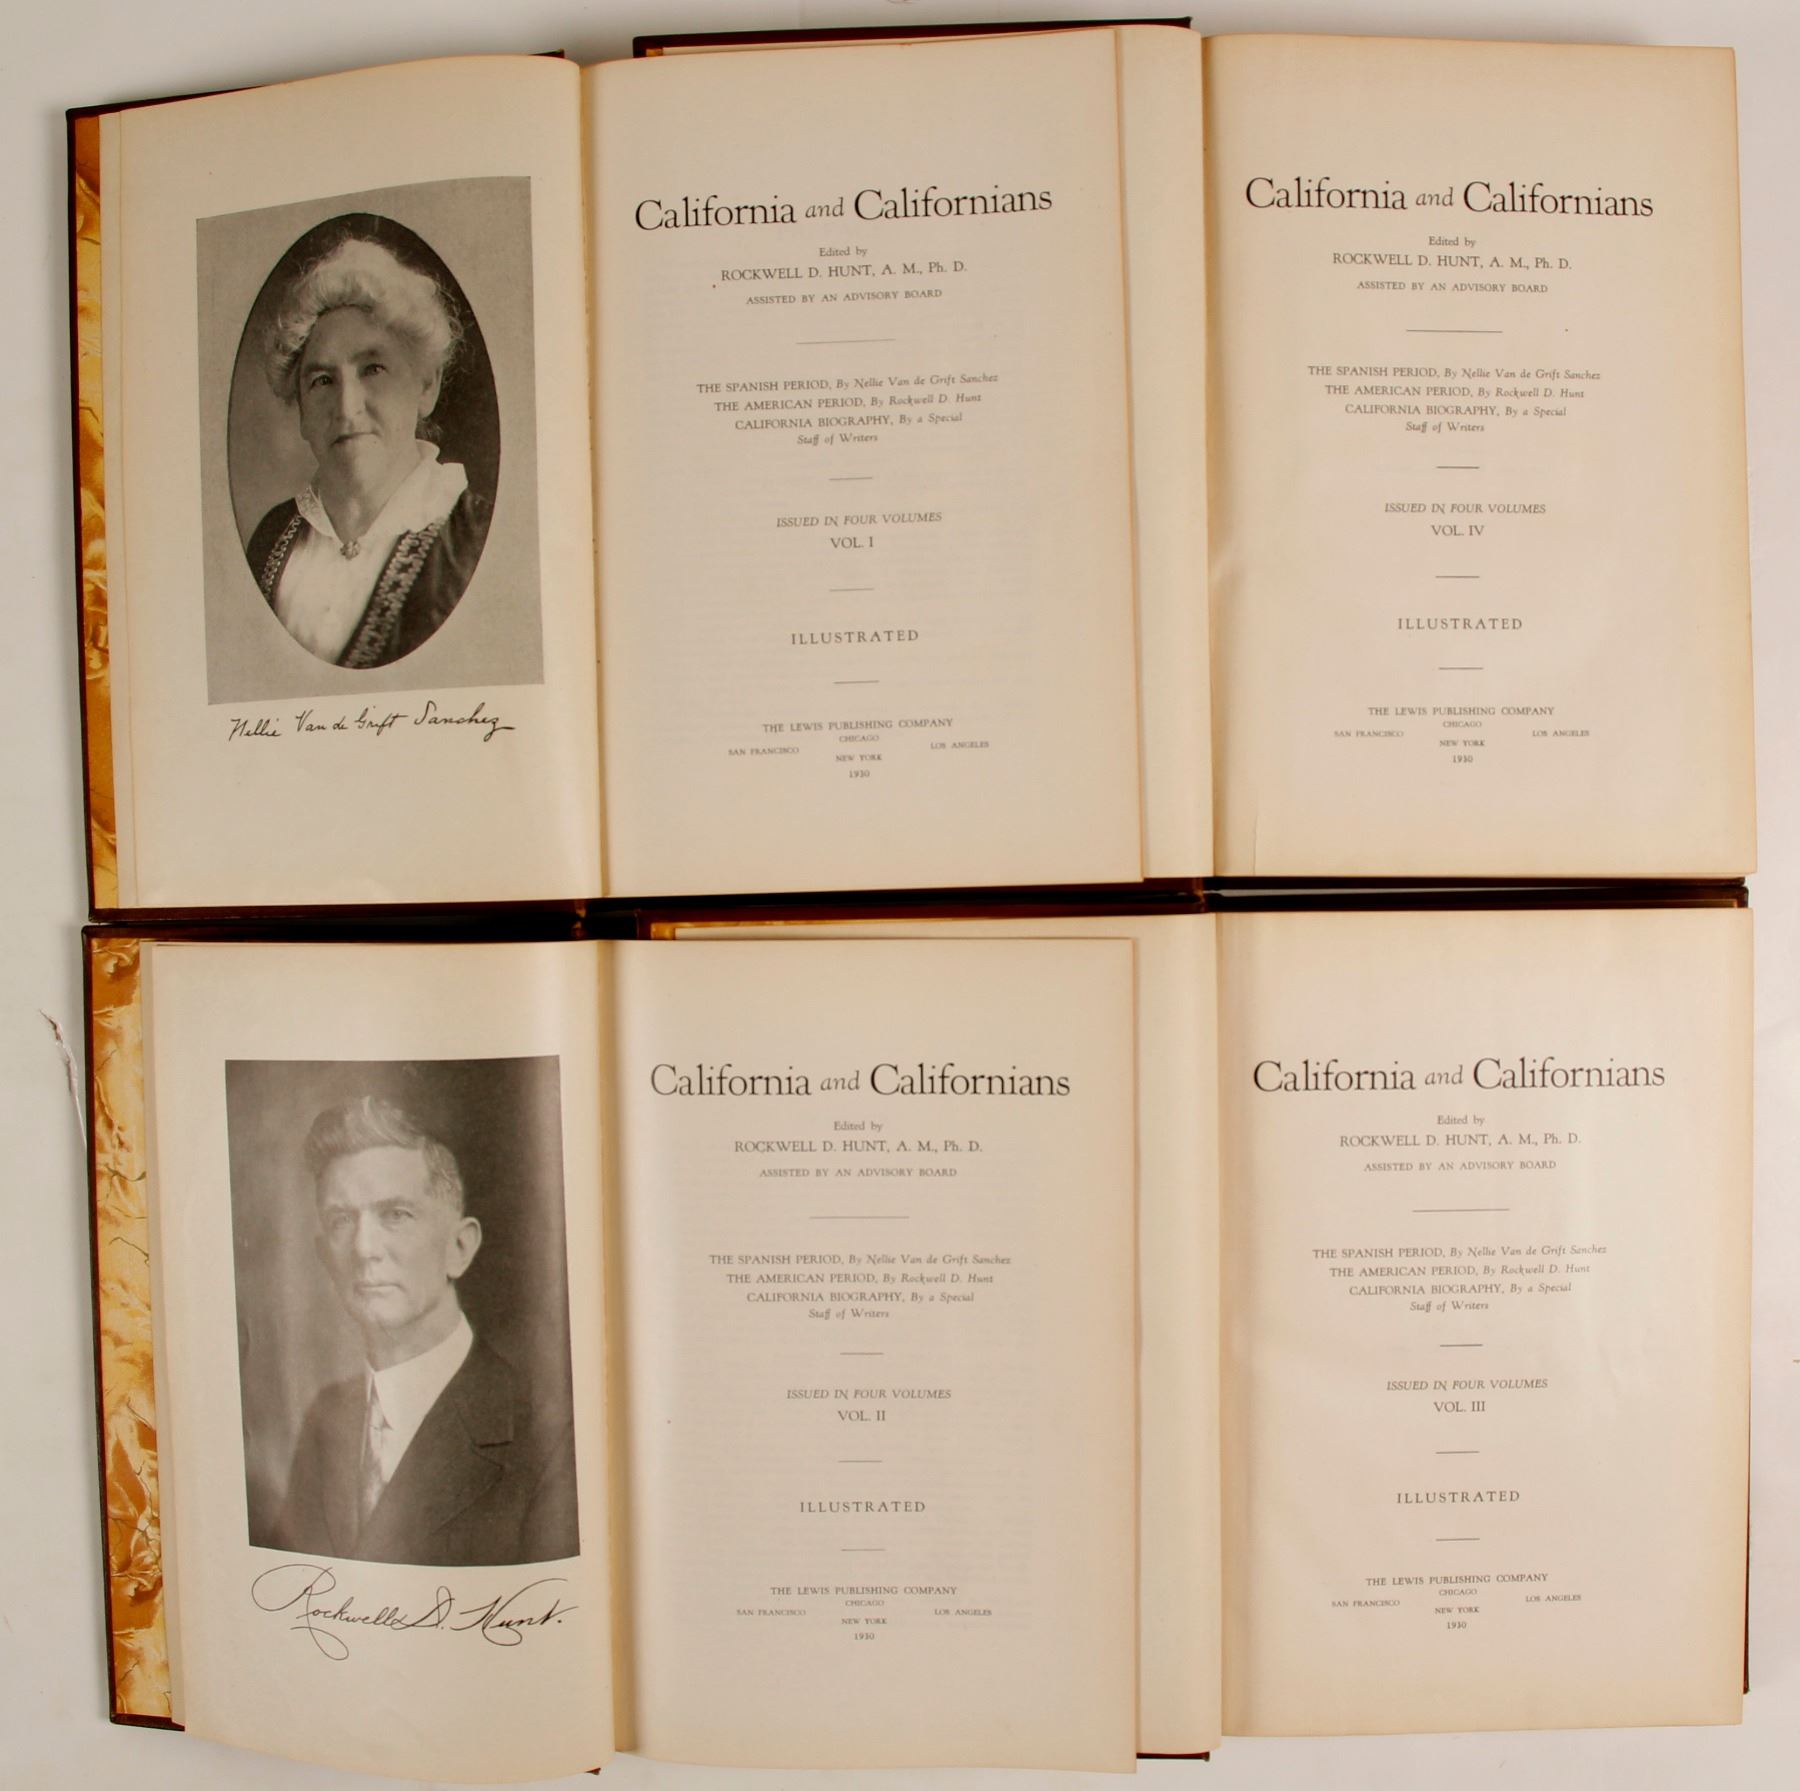 Nellie Van de Grift Sanchez
California and Californians
Edited by
ROCKWELL D. HUNT, A. M., Ph. D.
ASSISTED BY AN ADVISORY BOARD
THE SPANISH PERIOD, By Nellie Van de Grift Sanchez
THE AMERICAN PERIOD, By Rockwell D. Hunt
CALIFORNIA BIOGRAPHY, By a Special
Staff of Writers
ISSUED IN FOUR VOLUMES
VOL. I
ILLUSTRATED
THE LEWIS PUBLISHING COMPANY
CHICAGO
SAN FRANCISCO LOS ANGELES
NEW YORK
1930
California and Californians
Edited by
ROCKWELL D. HUNT, A. M., Ph. D.
ASSISTED BY AN ADVISORY BOARD
THE SPANISH PERIOD, By Nellie Van de Grift Sanchez
THE AMERICAN PERIOD, By Rockwell D. Hunt
CALIFORNIA BIOGRAPHY, By a Special
Staff of Writers
ISSUED IN FOUR VOLUMES
VOL. IV
ILLUSTRATED
THE LEWIS PUBLISHING COMPANY
CHICAGO
SAN FRANCISCO LOS ANGELES
NEW YORK
1930
Rockwell D. Hunt.
California and Californians
Edited by
ROCKWELL D. HUNT, A. M., Ph. D.
ASSISTED BY AN ADVISORY BOARD
THE SPANISH PERIOD, By Nellie Van de Grift Sanchez
THE AMERICAN PERIOD, By Rockwell D. Hunt
CALIFORNIA BIOGRAPHY, By a Special
Staff of Writers
ISSUED IN FOUR VOLUMES
VOL. II
ILLUSTRATED
THE LEWIS PUBLISHING COMPANY
CHICAGO
SAN FRANCISCO LOS ANGELES
NEW YORK
1930
California and Californians
Edited by
ROCKWELL D. HUNT, A. M., Ph. D.
ASSISTED BY AN ADVISORY BOARD
THE SPANISH PERIOD, By Nellie Van de Grift Sanchez
THE AMERICAN PERIOD, By Rockwell D. Hunt
CALIFORNIA BIOGRAPHY, By a Special
Staff of Writers
ISSUED IN FOUR VOLUMES
VOL. III
ILLUSTRATED
THE LEWIS PUBLISHING COMPANY
CHICAGO
SAN FRANCISCO LOS ANGELES
NEW YORK
1930